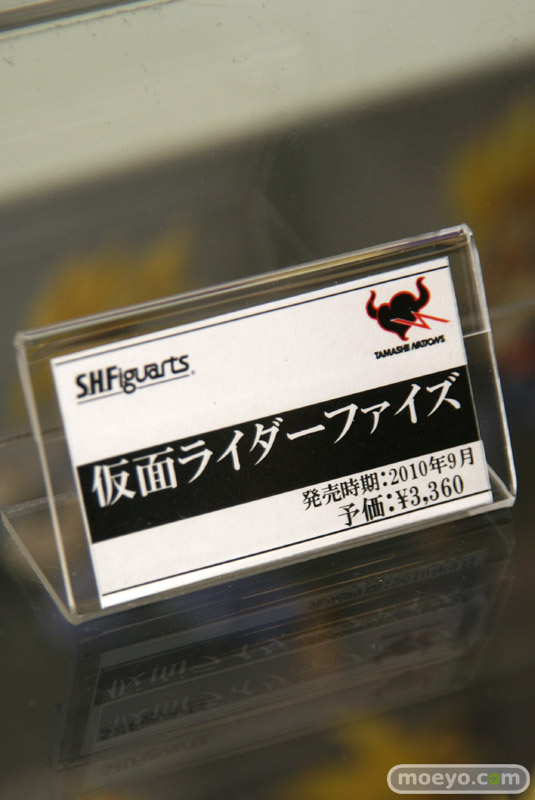 S.H.Figuarts
TAMASHII NATIONS
仮面ライダーファイズ
発売時期:2010年9月
予価:¥3,360
moeyo.com